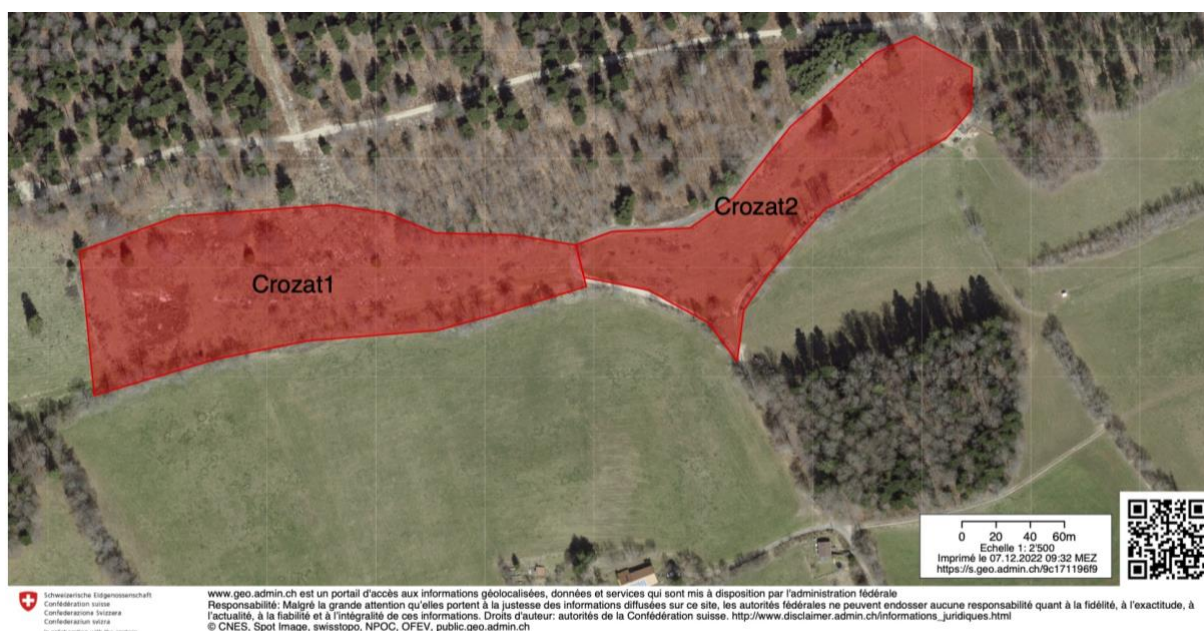 Crozat2
Crozat1
0 20 40 60m
Echelle 1: 2'500
Imprimé le 07.12.2022 09:32 MEZ
https://s.geo.admin.ch/9c171196f9
Schweizerische Eidgenossenschaft
Confédération suisse
Confederazione Svizzera
Confederaziun svizra
www.geo.admin.ch est un portail d'accès aux informations géolocalisées, données et services qui sont mis à disposition par l'administration fédérale
Responsabilité: Malgré la grande attention qu'elles portent à la justesse des informations diffusées sur ce site, les autorités fédérales ne peuvent endosser aucune responsabilité quant à la fidélité, à l'exactitude, à
l'actualité, à la fiabilité et à l'intégralité de ces informations. Droits d'auteur: autorités de la Confédération suisse. http://www.disclaimer.admin.ch/informations_juridiques.html
© CNES, Spot Image, swisstopo, NPOC, OFEV, public.geo.admin.ch